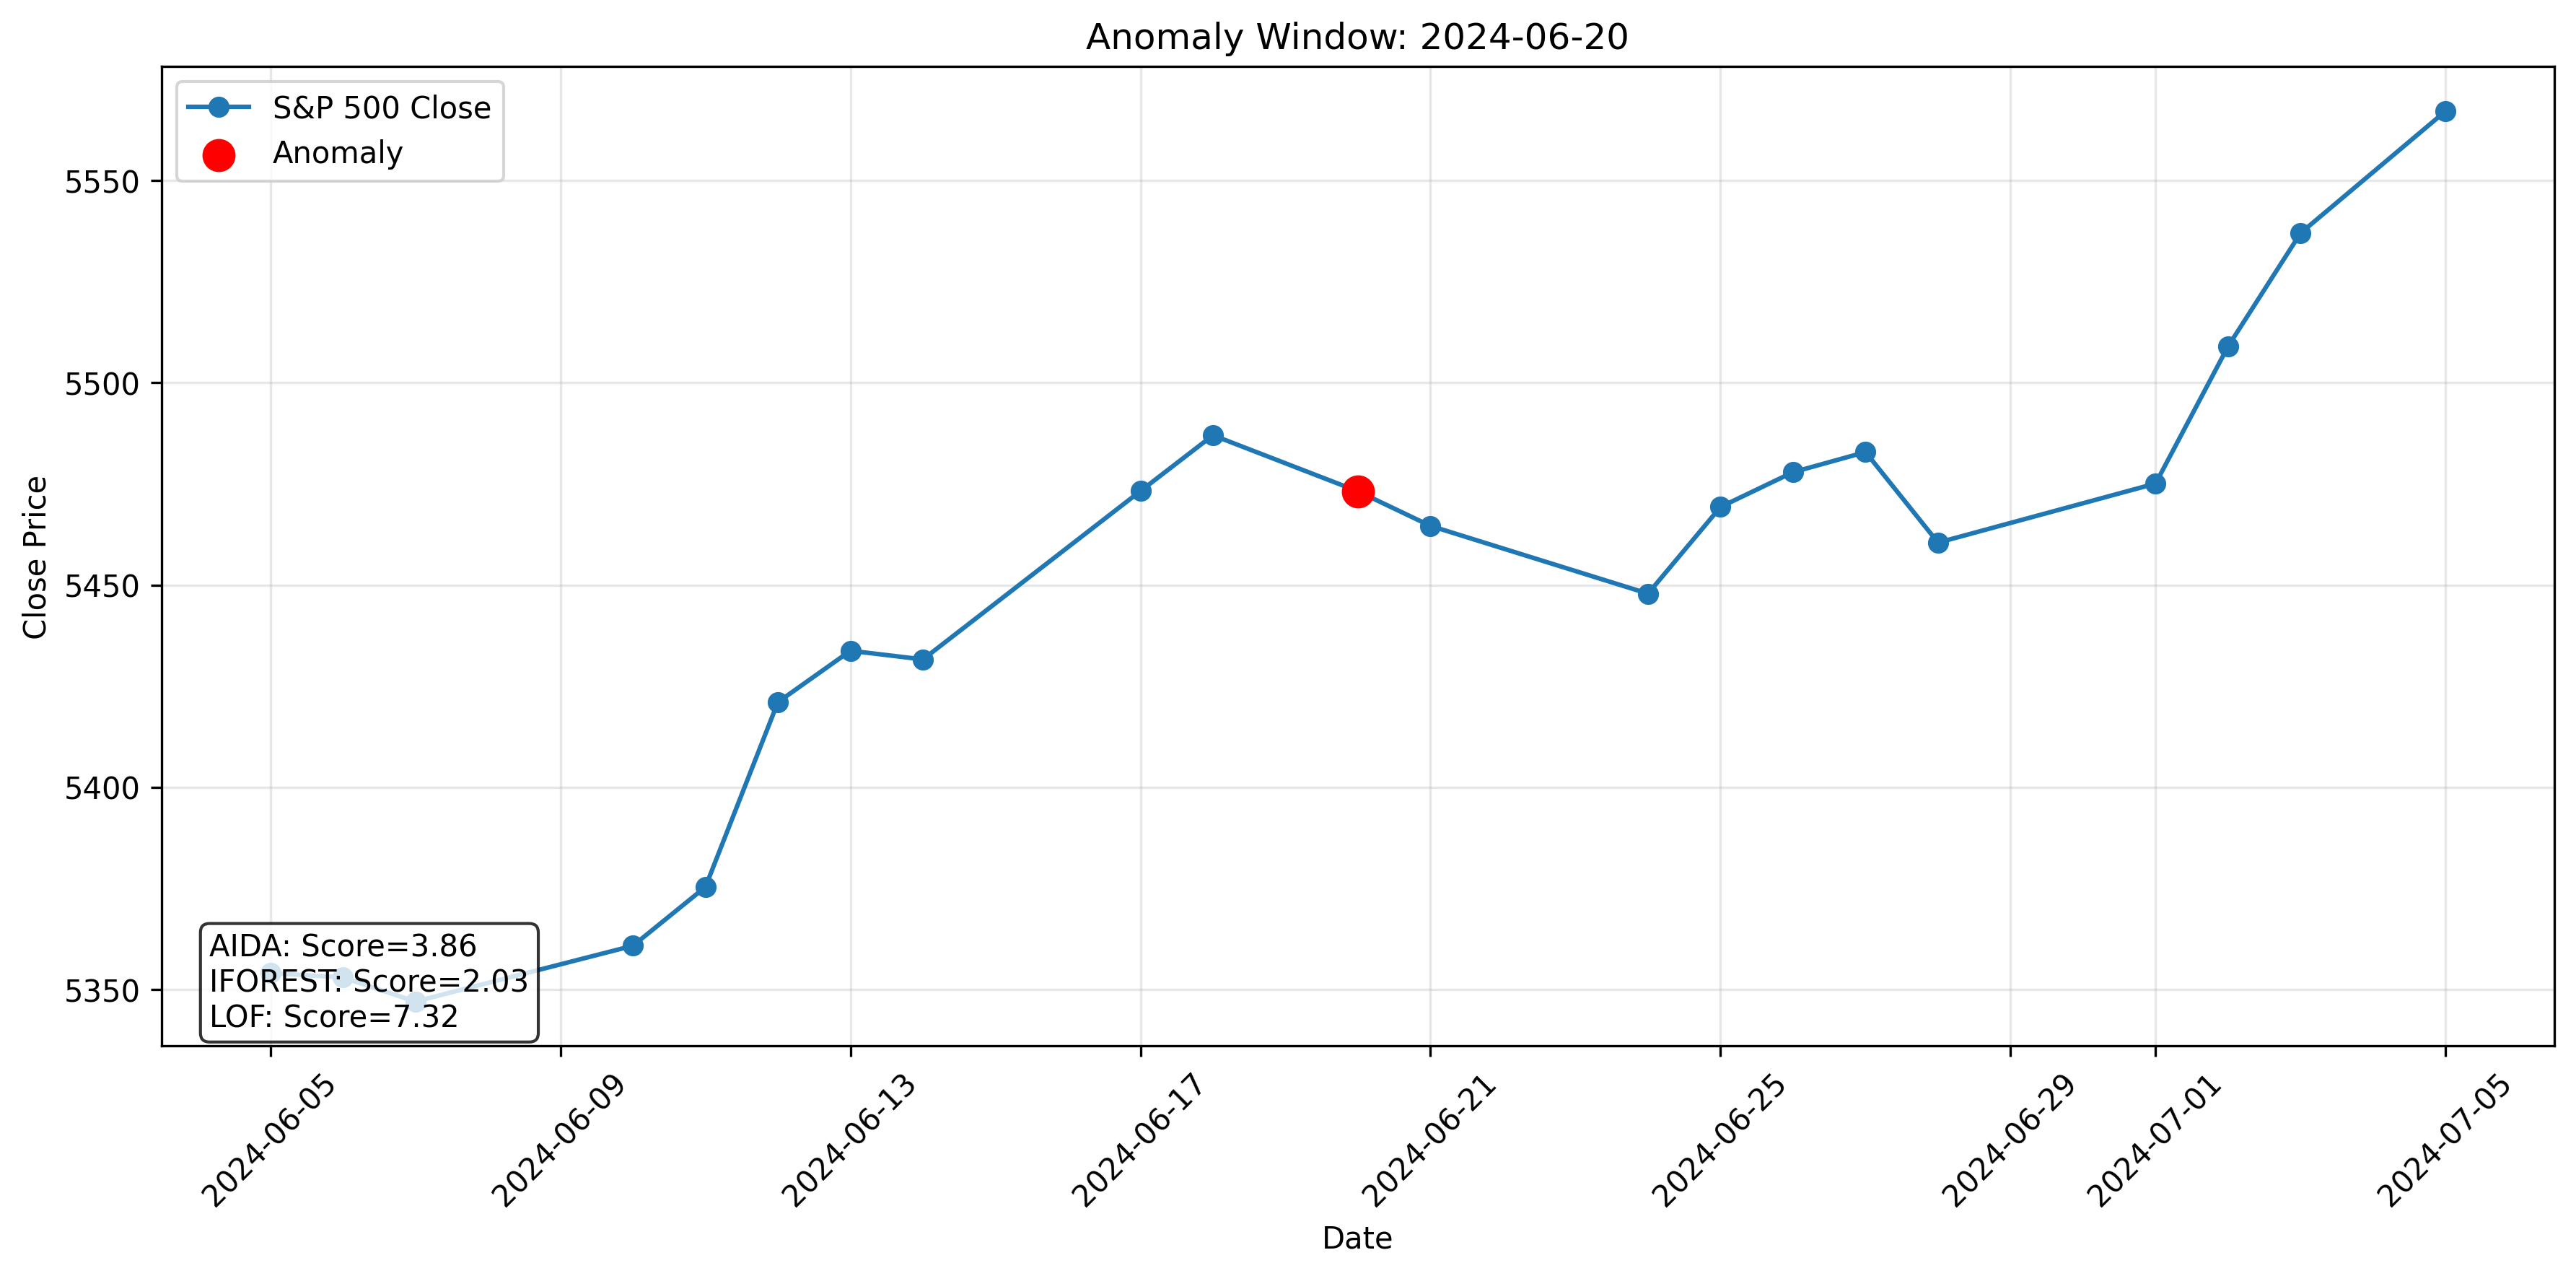 Anomaly Window: 2024-06-20
S&P 500 Close
Anomaly
5550
5500
5450
5400
5350
Close Price
AIDA: Score=3.86
IFOREST: Score=2.03
LOF: Score=7.32
2024-06-05
2024-06-09
2024-06-13
2024-06-17
2024-06-21
2024-06-25
2024-06-29
2024-07-01
2024-07-05
Date